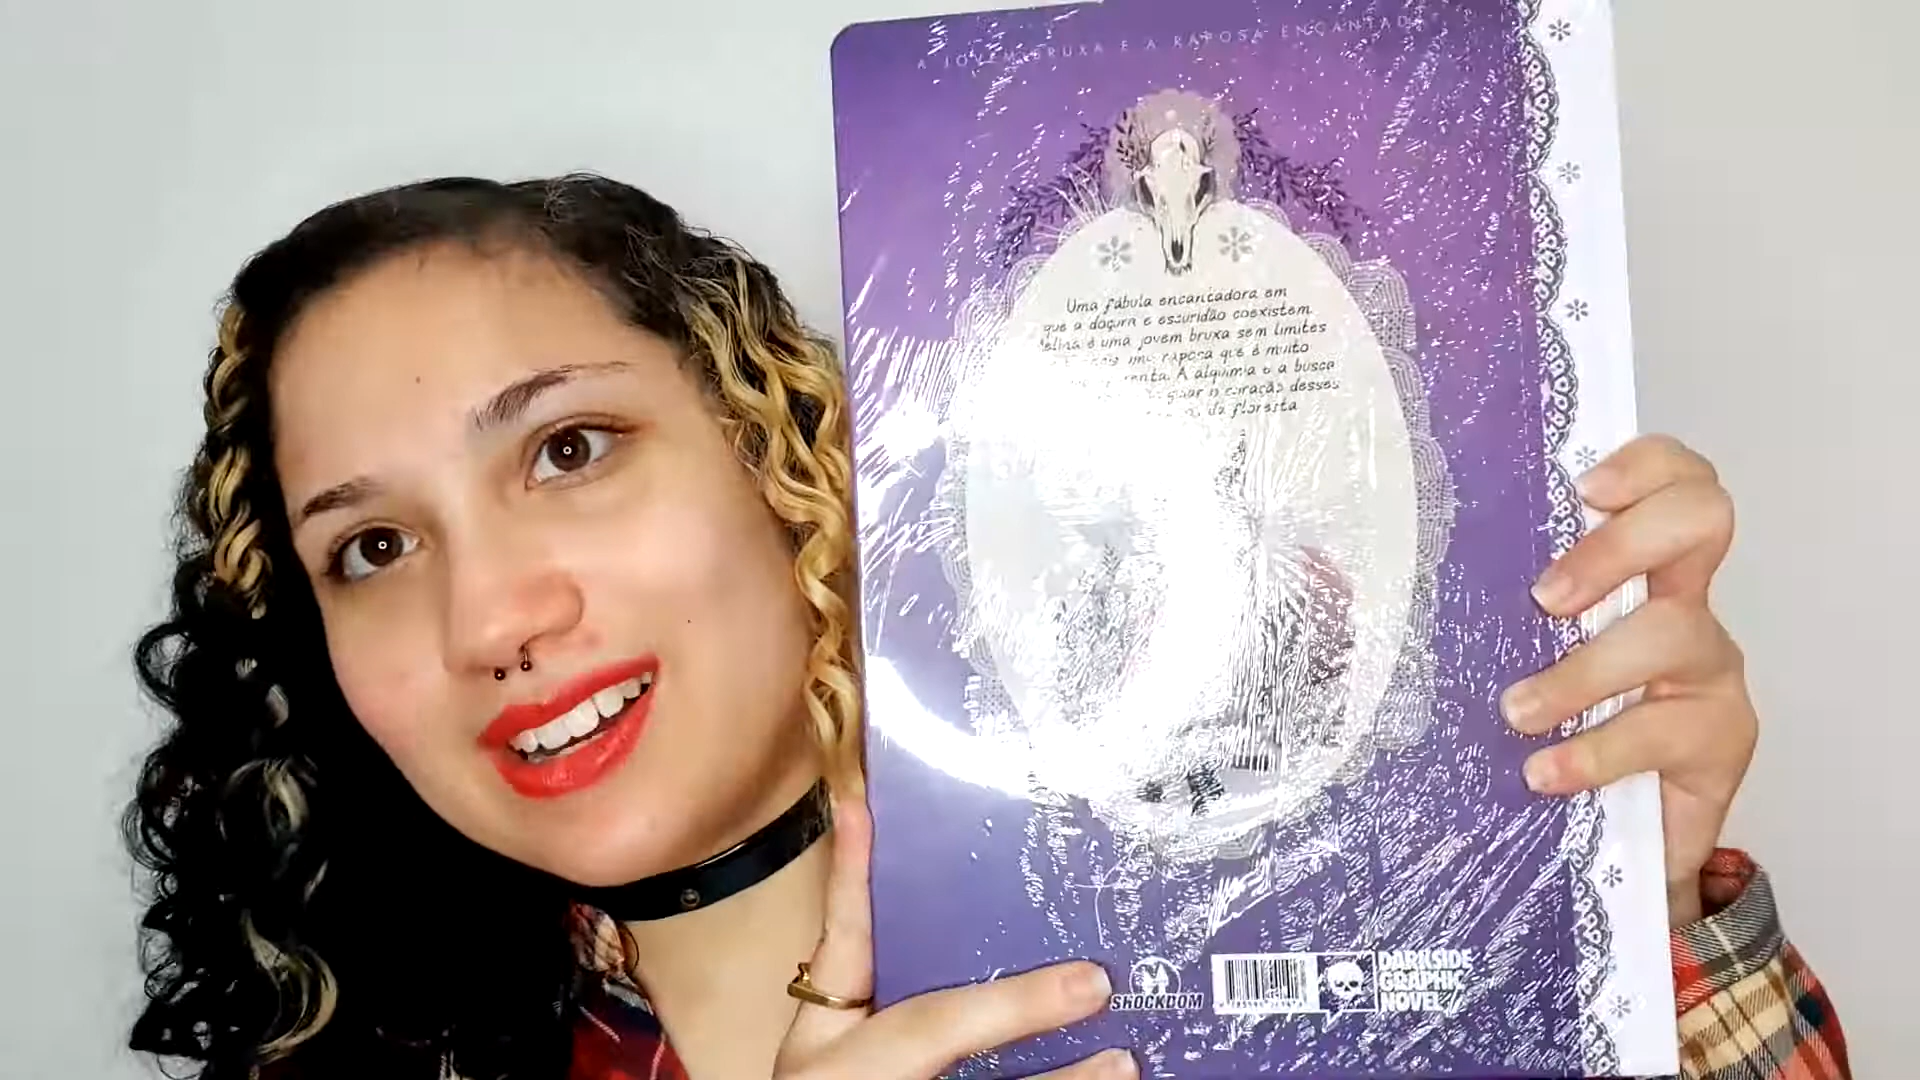 A JOVEM BRUXA E A RAPOSA ENCANTADA
Uma fábula encantadora em
que a doçura e escuridão coexistem.
é uma jovem bruxa sem limites
raposa que é muito
A alquimia e a busca
o coração desses
da floresta
SHOCKDOM
DARKSIDE
GRAPHIC
NOVEL